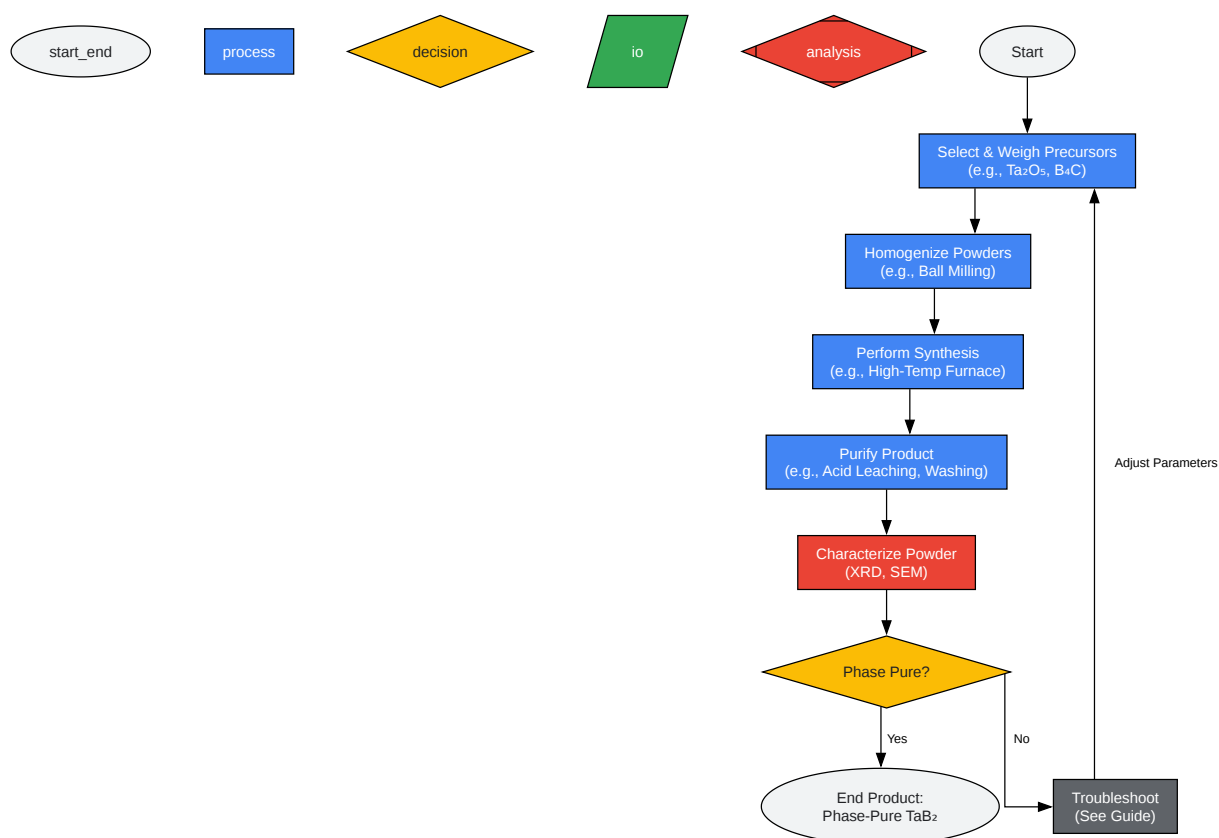 start_end
process
decision
io
analysis
Start
Select & Weigh Precursors
(e.g., Ta₂O₅, B₄C)
Homogenize Powders
(e.g., Ball Milling)
Perform Synthesis
(e.g., High-Temp Furnace)
Purify Product
(e.g., Acid Leaching, Washing)
Adjust Parameters
Characterize Powder
(XRD, SEM)
Phase Pure?
Yes
No
End Product:
Phase-Pure TaB₂
Troubleshoot
(See Guide)